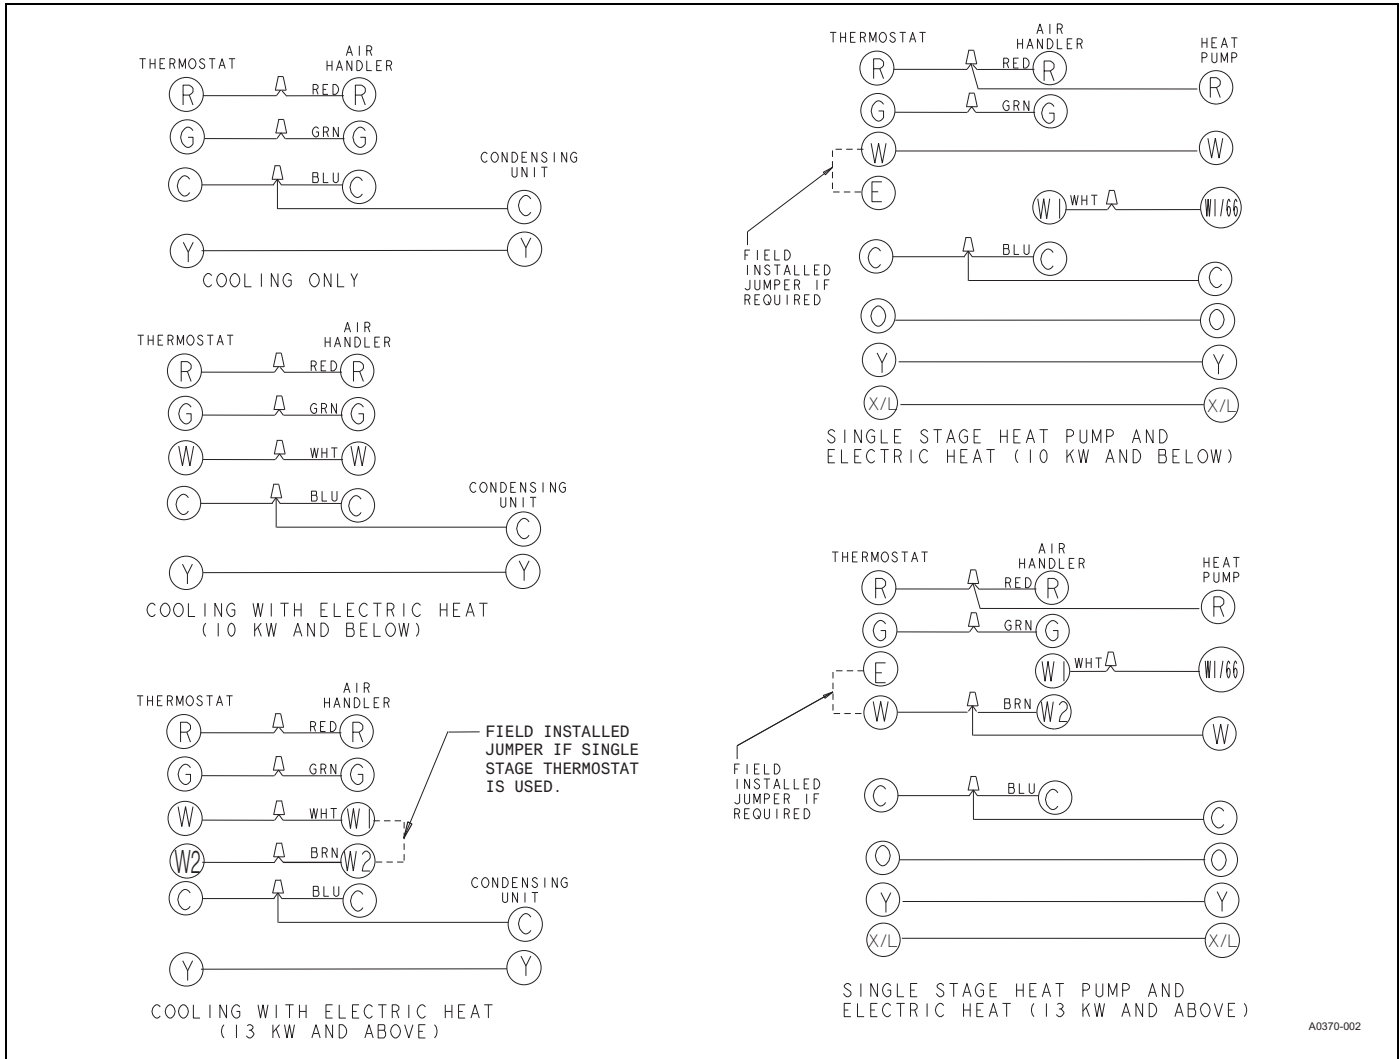 THERMOSTAT
AIR
HANDLER
R RED R
G GRN G
CONDENSING
UNIT
C BLU C
C
Y Y
COOLING ONLY
THERMOSTAT
AIR
HANDLER
R RED R
G GRN G
W WHT W
CONDENSING
UNIT
C BLU C
C
Y Y
COOLING WITH ELECTRIC HEAT
(10 KW AND BELOW)
THERMOSTAT
AIR
HANDLER
R RED R
FIELD INSTALLED
JUMPER IF SINGLE
STAGE THERMOSTAT
IS USED.
G GRN G
W WHT W1
W2 BRN W2
CONDENSING
UNIT
C BLU C
C
Y Y
COOLING WITH ELECTRIC HEAT
(13 KW AND ABOVE)
THERMOSTAT
AIR
HANDLER
HEAT
PUMP
R RED R
R
G GRN G
W W
E
W1 WHT W1/66
FIELD
INSTALLED
JUMPER IF
REQUIRED
C BLU C
C
O O
Y Y
X/L X/L
SINGLE STAGE HEAT PUMP AND
ELECTRIC HEAT (10 KW AND BELOW)
THERMOSTAT
AIR
HANDLER
HEAT
PUMP
R RED R
R
G GRN G
E W1 WHT W1/66
W BRN W2
W
FIELD
INSTALLED
JUMPER IF
REQUIRED
C BLU C
C
O O
Y Y
X/L X/L
SINGLE STAGE HEAT PUMP AND
ELECTRIC HEAT (13 KW AND ABOVE)
A0370-002